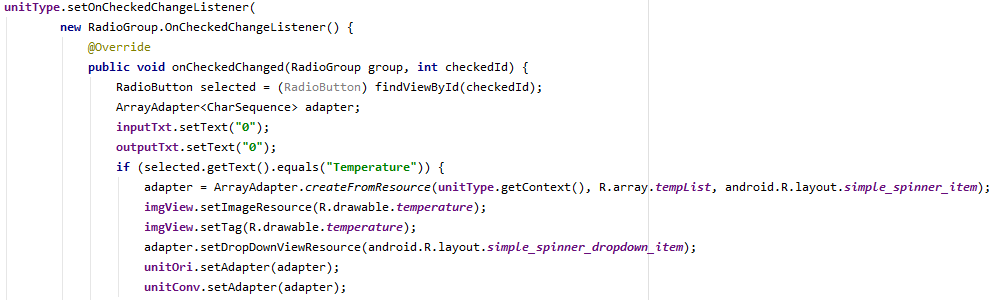 unitType.setOnCheckedChangeListener(
new RadioGroup.OnCheckedChangeListener() {
@Override
public void onCheckedChanged(RadioGroup group, int checkedId) {
RadioButton selected = (RadioButton) findViewById(checkedId);
ArrayAdapter<CharSequence> adapter;
inputTxt.setText("0");
outputTxt.setText("0");
if (selected.getText().equals("Temperature")) {
adapter = ArrayAdapter.createFromResource(unitType.getContext(), R.array.tempList, android.R.layout.simple_spinner_item);
imgView.setImageResource(R.drawable.temperature);
imgView.setTag(R.drawable.temperature);
adapter.setDropDownViewResource(android.R.layout.simple_spinner_dropdown_item);
unitOri.setAdapter(adapter);
unitConv.setAdapter(adapter);